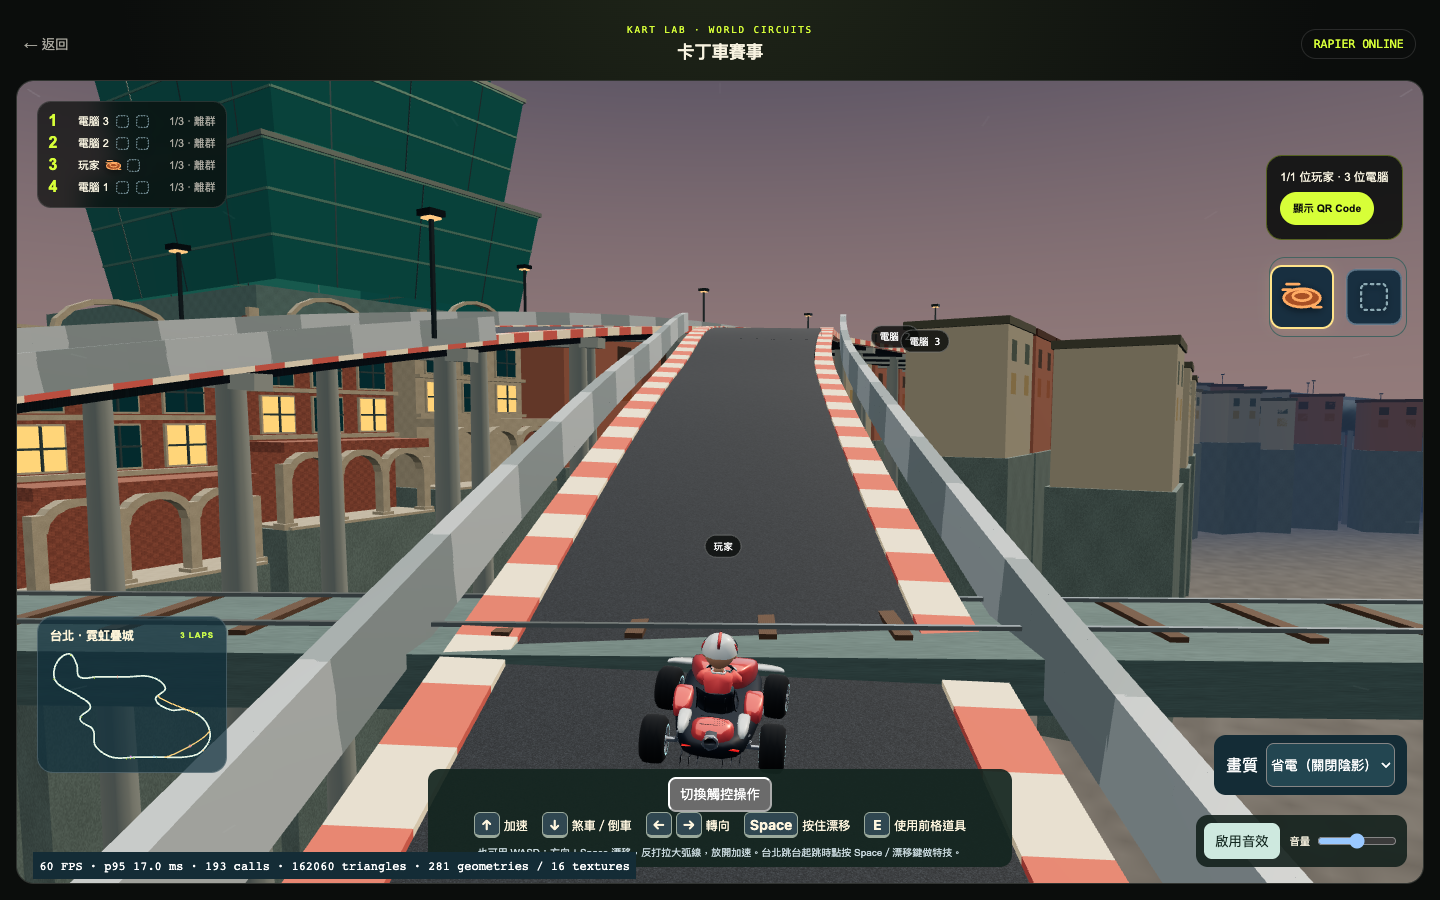 ← 返回
KART LAB · WORLD CIRCUITS
卡丁車賽事
RAPIER ONLINE
1 電腦 3 1/3 · 離群
2 電腦 2 1/3 · 離群
3 玩家 1/3 · 離群
4 電腦 1 1/3 · 離群
1/1 位玩家 · 3 位電腦
顯示 QR Code
電腦
電腦 3
玩家
台北 · 霓虹疊城 3 LAPS
畫質 省電（關閉陰影）
切換觸控操作
↑ 加速 ↓ 煞車 / 倒車 ← → 轉向 Space 按住漂移 E 使用前格道具
反打拉大弧線，放開加速。台北跳台起跳時點按 Space / 漂移鍵做特技。
啟用音效 音量
60 FPS · p95 17.0 ms · 193 calls · 162060 triangles · 281 geometries / 16 textures